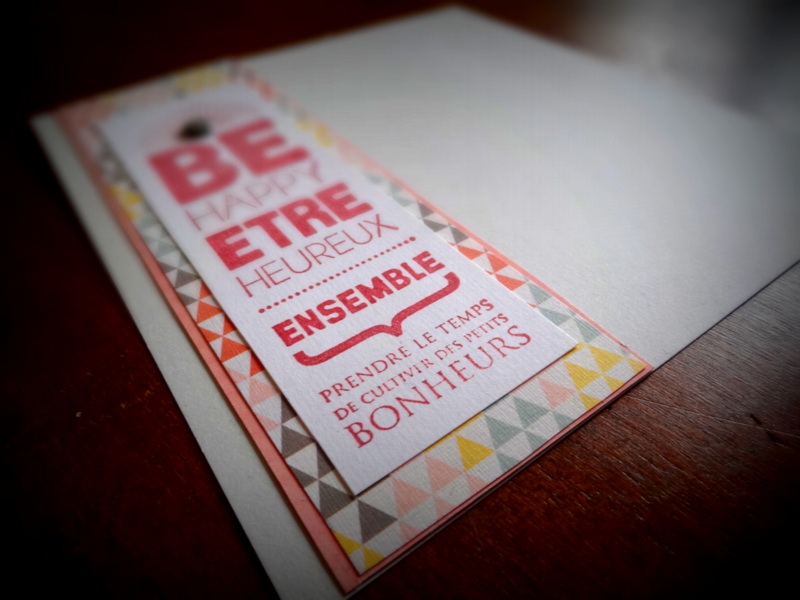 BE
HAPPY
ETRE
HEUREUX
ENSEMBLE
PRENDRE LE TEMPS
DE CULTIVER DES PETITS
BONHEURS